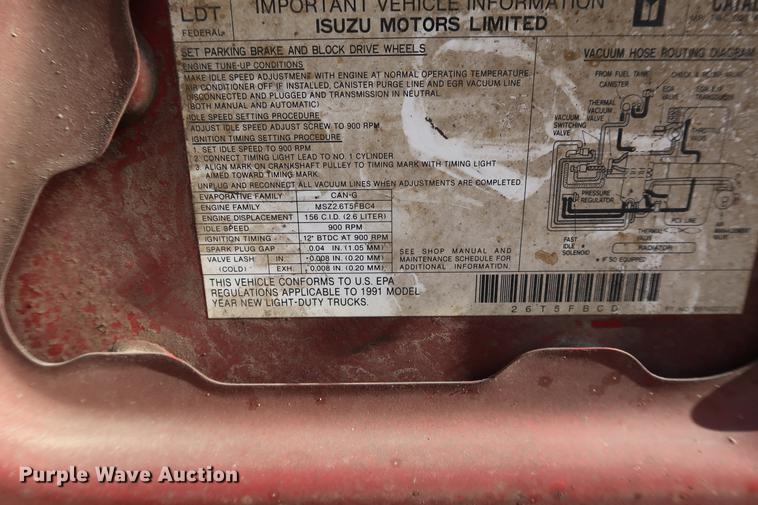 LDT
FEDERAL
IMPORTANT VEHICLE INFORMATION
ISUZU MOTORS LIMITED
SET PARKING BRAKE AND BLOCK DRIVE WHEELS
ENGINE TUNE-UP CONDITIONS
MAKE IDLE SPEED ADJUSTMENT WITH ENGINE AT NORMAL OPERATING TEMPERATURE
AIR CONDITIONER OFF IF INSTALLED, CANISTER PURGE LINE AND EGR VACUUM LINE
DISCONNECTED AND PLUGGED AND TRANSMISSION IN NEUTRAL
(BOTH MANUAL AND AUTOMATIC)
IDLE SPEED SETTING PROCEDURE
ADJUST IDLE SPEED ADJUST SCREW TO 900 RPM
IGNITION TIMING SETTING PROCEDURE
1. SET IDLE SPEED TO 900 RPM
2. CONNECT TIMING LIGHT LEAD TO NO. 1 CYLINDER
3. ALIGN MARK ON CRANKSHAFT PULLEY TO TIMING MARK WITH TIMING LIGHT
AIMED TOWARD TIMING MARK
UNPLUG AND RECONNECT ALL VACUUM LINES WHEN ADJUSTMENTS ARE COMPLETED
EVAPORATIVE FAMILY CAN-G
ENGINE FAMILY MSZ2.6T5FBC4
ENGINE DISPLACEMENT 156 C.I.D. (2.6 LITER)
IDLE SPEED 900 RPM
IGNITION TIMING 12° BTDC AT 900 RPM
SPARK PLUG GAP 0.04 IN. (1.05 MM)
VALVE LASH IN. 0.008 IN. (0.20 MM)
(COLD) EXH. 0.008 IN. (0.20 MM)
SEE SHOP MANUAL AND
MAINTENANCE SCHEDULE FOR
ADDITIONAL INFORMATION.
THIS VEHICLE CONFORMS TO U.S. EPA
REGULATIONS APPLICABLE TO 1991 MODEL
YEAR NEW LIGHT-DUTY TRUCKS.
VACUUM HOSE ROUTING DIAGRAM
FROM FUEL TANK
CANISTER
THERMAL
VACUUM
VALVE
VACUUM
SWITCHING
VALVE
EGR
VALVE
PRESSURE
REGULATOR
PCV LINE
FAST
IDLE
SOLENOID
THERMAL
VALVE
RADIATOR
* IF SO EQUIPPED
26T5FBCD
Purple Wave Auction